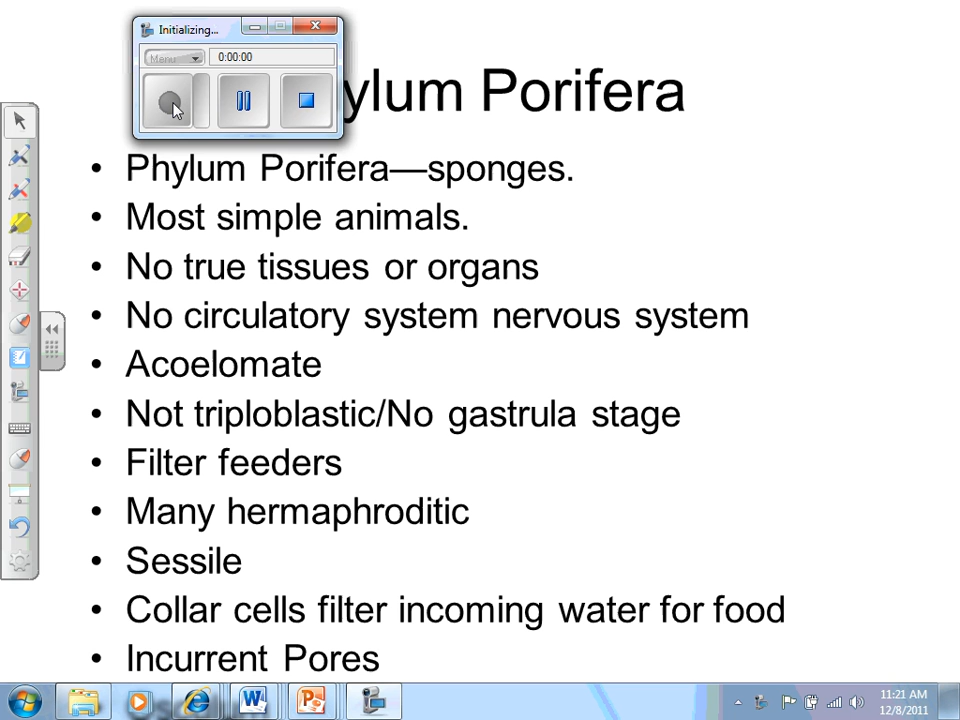 Initializing...
Menu
0:00:00
ylum Porifera
• Phylum Porifera—sponges.
• Most simple animals.
• No true tissues or organs
• No circulatory system nervous system
• Acoelomate
• Not triploblastic/No gastrula stage
• Filter feeders
• Many hermaphroditic
• Sessile
• Collar cells filter incoming water for food
• Incurrent Pores
11:21 AM
12/8/2011